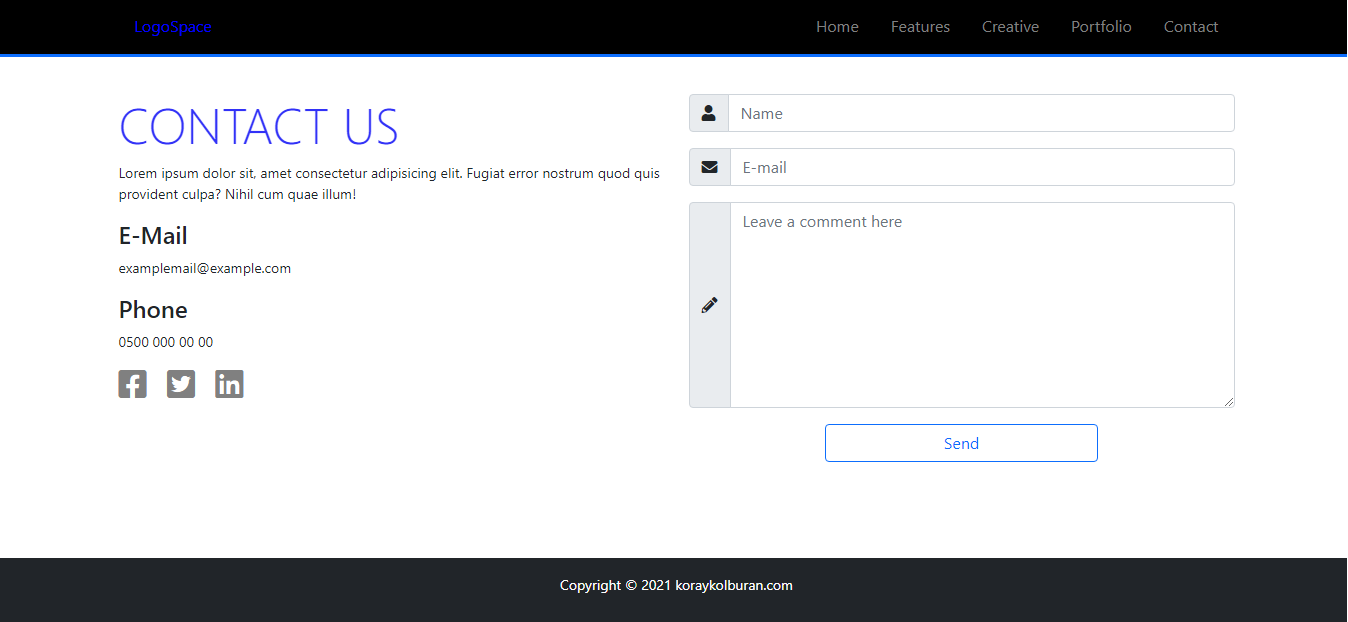 LogoSpace
Home Features Creative Portfolio Contact
CONTACT US
Lorem ipsum dolor sit, amet consectetur adipisicing elit. Fugiat error nostrum quod quis
provident culpa? Nihil cum quae illum!
E-Mail
examplemail@example.com
Phone
0500 000 00 00
Name
E-mail
Leave a comment here
Send
Copyright © 2021 koraykolburan.com